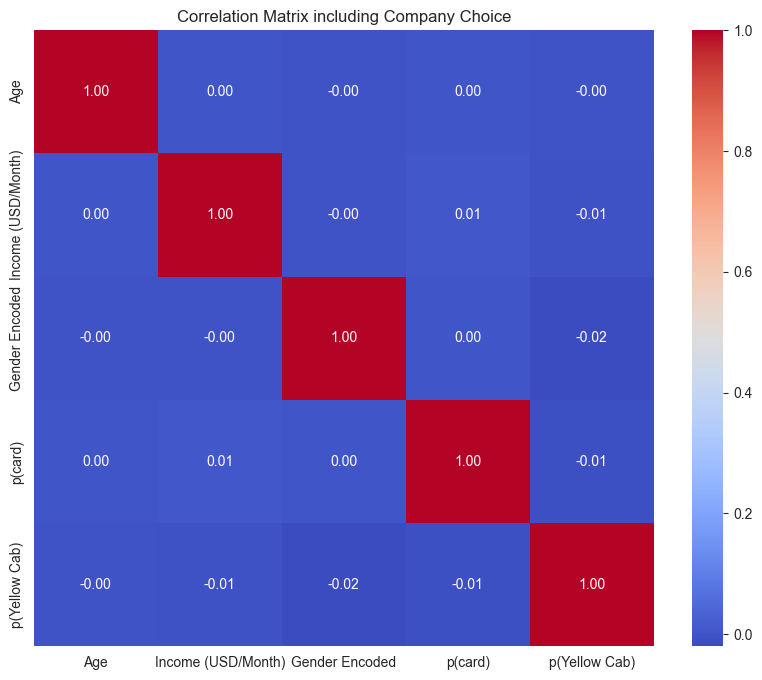 Correlation Matrix including Company Choice
Age
1.00 0.00 -0.00 0.00 -0.00
Income (USD/Month)
0.00 1.00 -0.00 0.01 -0.01
Gender Encoded
-0.00 -0.00 1.00 0.00 -0.02
p(card)
0.00 0.01 0.00 1.00 -0.01
p(Yellow Cab)
-0.00 -0.01 -0.02 -0.01 1.00
Age Income (USD/Month) Gender Encoded p(card) p(Yellow Cab)
1.0
0.8
0.6
0.4
0.2
0.0